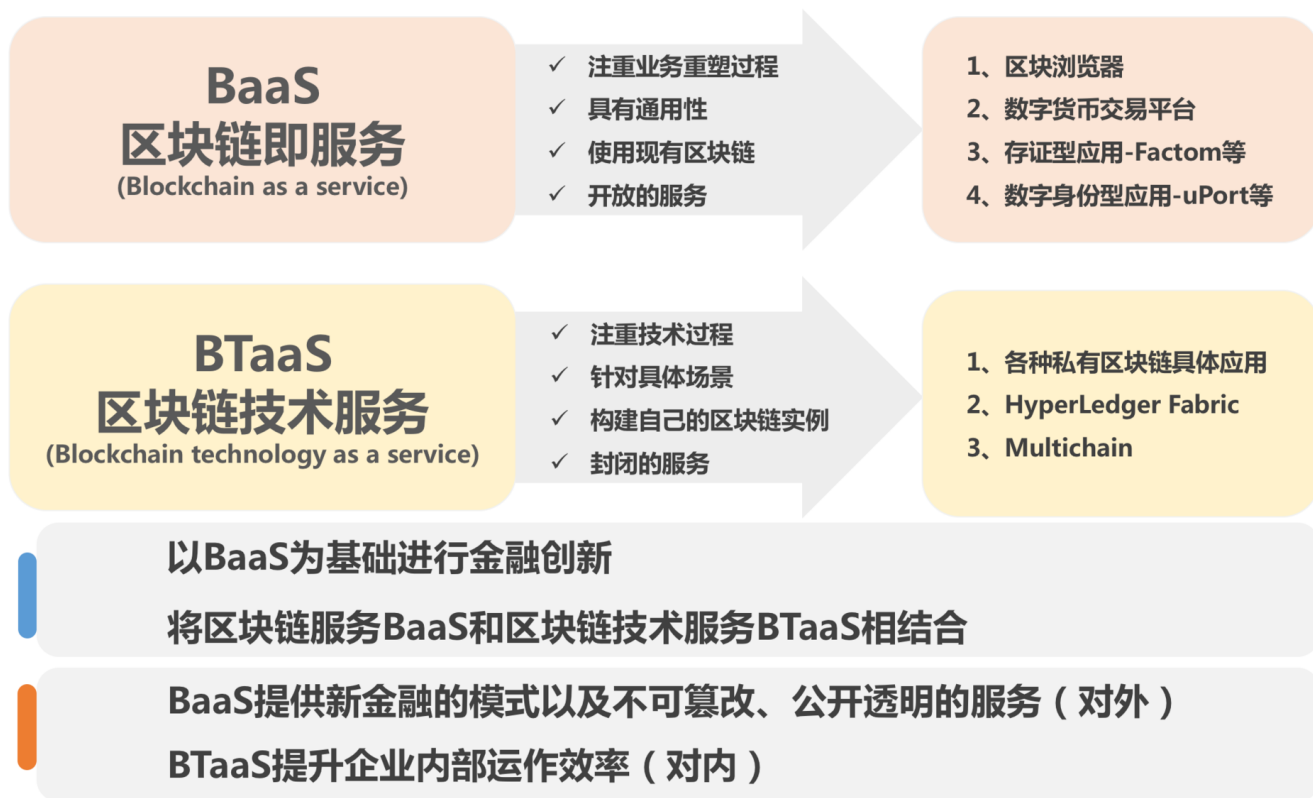 BaaS
区块链即服务
(Blockchain as a service)
✓ 注重业务重塑过程
✓ 具有通用性
✓ 使用现有区块链
✓ 开放的服务
1、区块浏览器
2、数字货币交易平台
3、存证型应用-Factom等
4、数字身份型应用-uPort等
BTaaS
区块链技术服务
(Blockchain technology as a service)
✓ 注重技术过程
✓ 针对具体场景
✓ 构建自己的区块链实例
✓ 封闭的服务
1、各种私有区块链具体应用
2、HyperLedger Fabric
3、Multichain
以BaaS为基础进行金融创新
将区块链服务BaaS和区块链技术服务BTaaS相结合
BaaS提供新金融的模式以及不可篡改、公开透明的服务（对外）
BTaaS提升企业内部运作效率（对内）